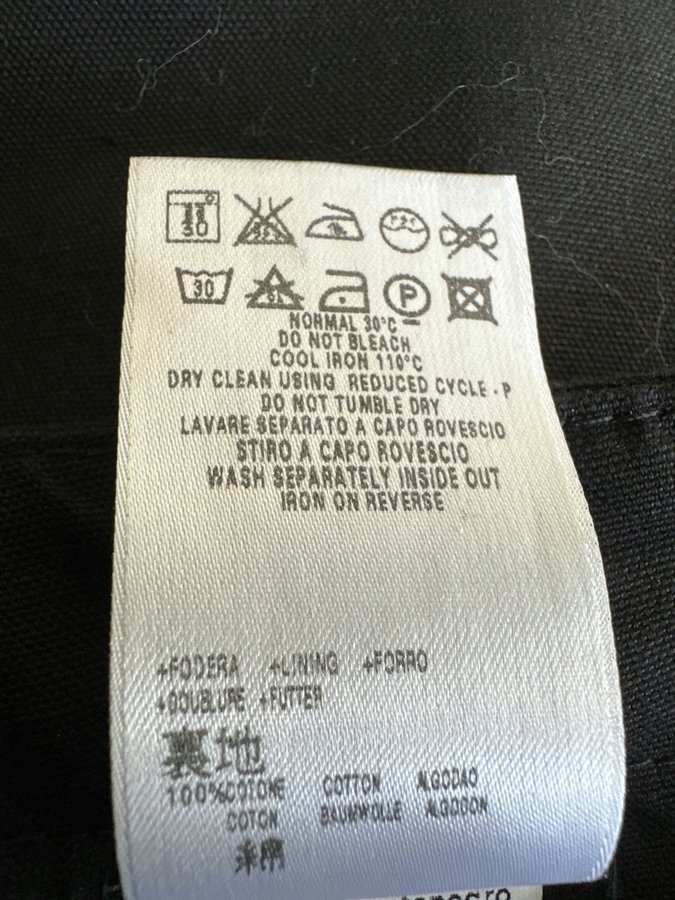 30
30 P
NORMAL 30°C
DO NOT BLEACH
COOL IRON 110°C
DRY CLEAN USING REDUCED CYCLE - P
DO NOT TUMBLE DRY
LAVARE SEPARATO A CAPO ROVESCIO
STIRO A CAPO ROVESCIO
WASH SEPARATELY INSIDE OUT
IRON ON REVERSE
+FODERA +LINING +FORRO
+DOUBLURE +FUTTER
裏地
100%COTONE COTTON ALGODAO
COTON BAUMWOLLE ALGODON